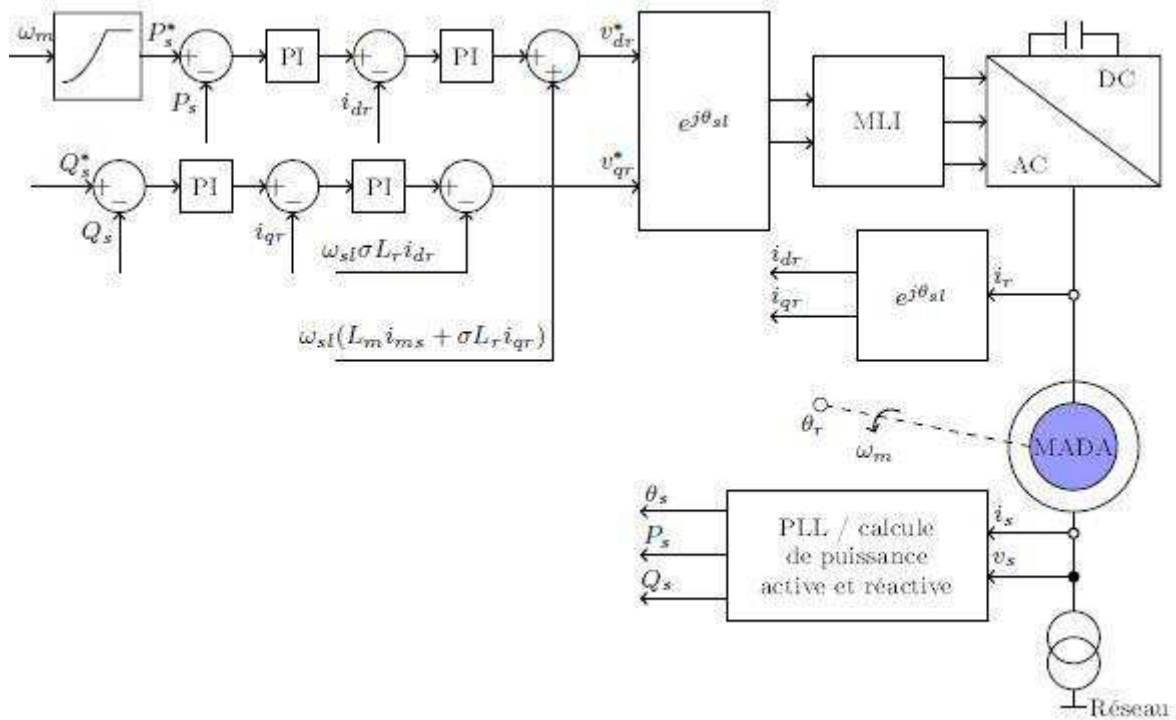 ω_m
P_s^*
+
−
P_s
PI
+
−
i_dr
PI
+
+
v_dr^*
Q_s^*
+
−
Q_s
PI
+
−
i_qr
PI
+
−
v_qr^*
ω_sl σL_r i_dr
ω_sl(L_m i_ms + σL_r i_qr)
e^{jθ_sl}
MLI
DC
AC
i_dr
i_qr
e^{jθ_sl}
i_r
θ_r
ω_m
MADA
θ_s
P_s
Q_s
PLL / calcule
de puissance
active et réactive
i_s
v_s
Réseau